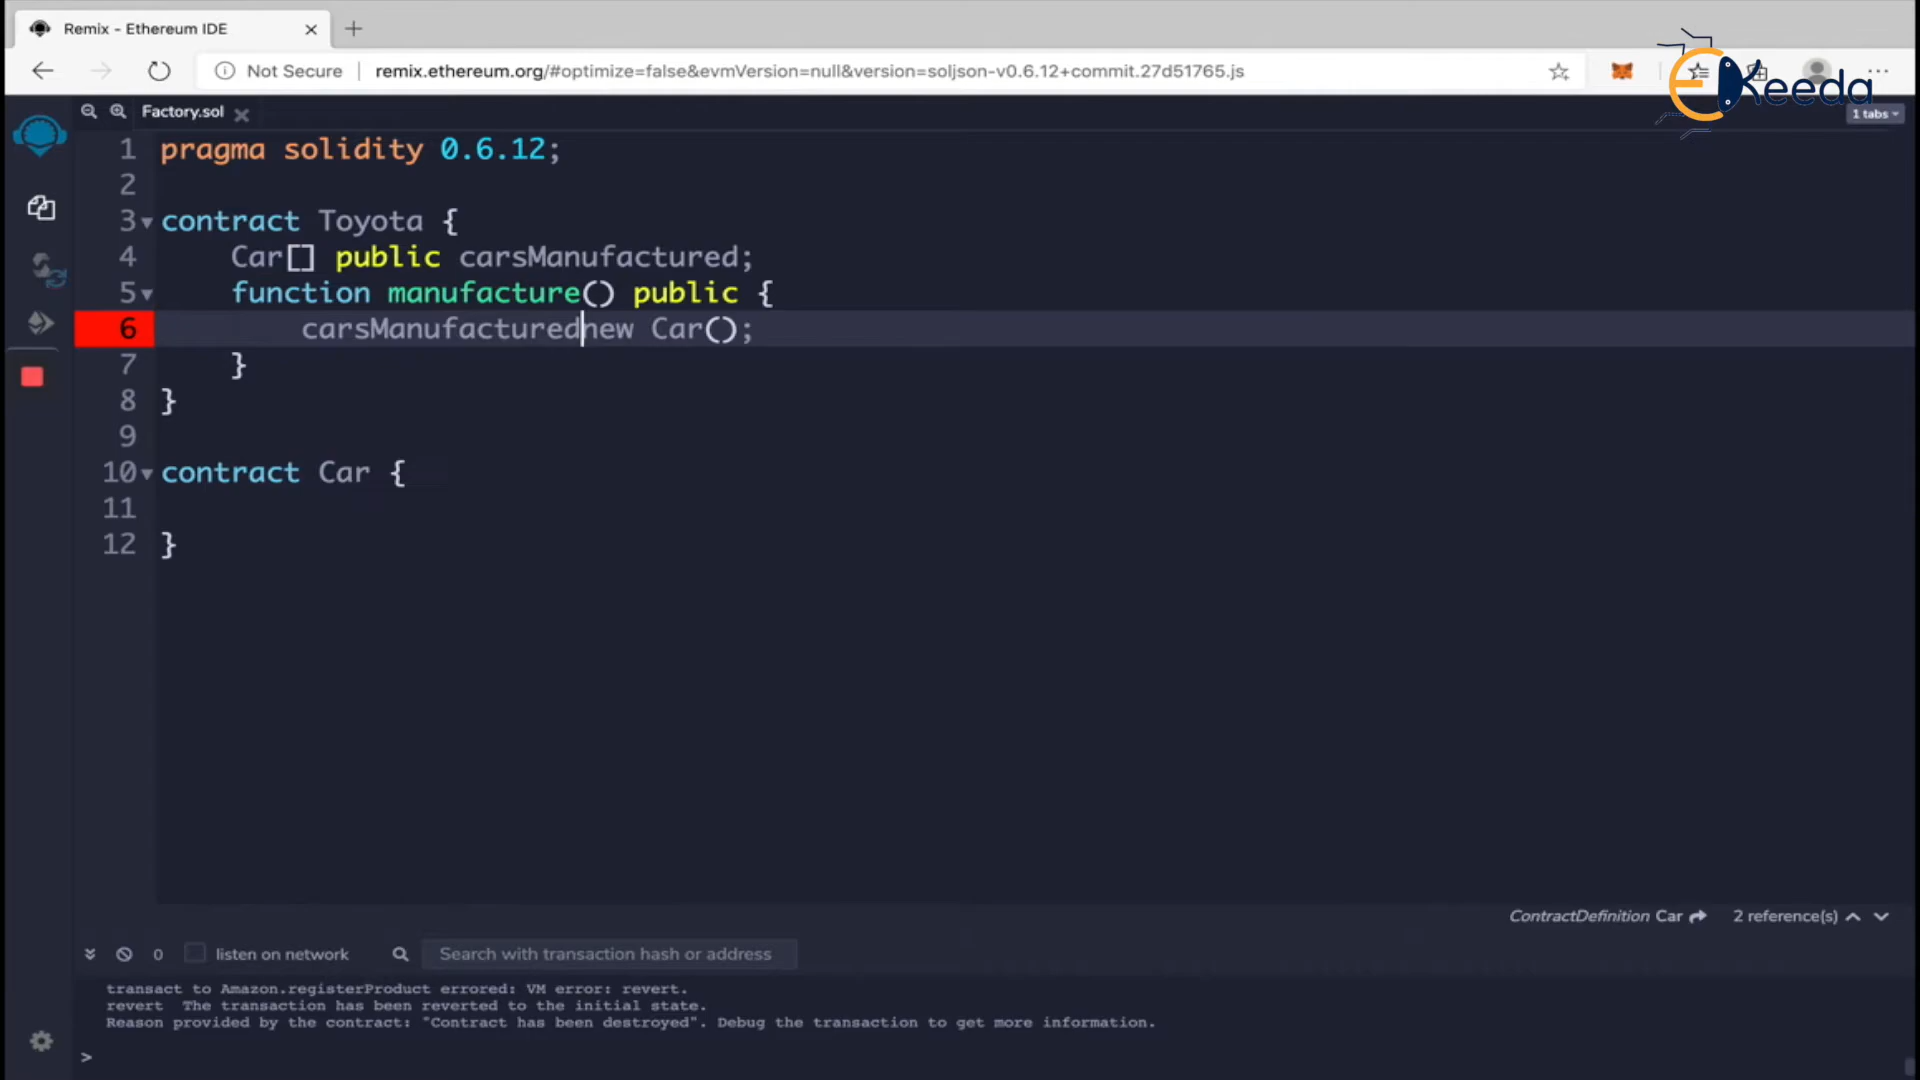 Remix - Ethereum IDE
Not Secure remix.ethereum.org/#optimize=false&evmVersion=null&version=soljson-v0.6.12+commit.27d51765.js
EKeeda
Factory.sol
1 tabs
1 pragma solidity 0.6.12;
2
3 contract Toyota {
4 Car[] public carsManufactured;
5 function manufacture() public {
6 carsManufacturednew Car();
7 }
8 }
9
10 contract Car {
11
12 }
ContractDefinition Car 2 reference(s)
0 listen on network Search with transaction hash or address
transact to Amazon.registerProduct errored: VM error: revert.
revert The transaction has been reverted to the initial state.
Reason provided by the contract: "Contract has been destroyed". Debug the transaction to get more information.
>